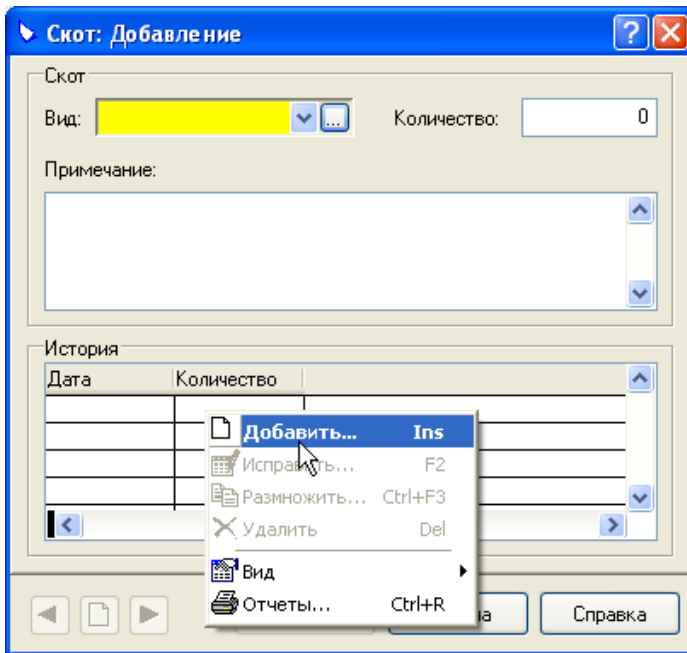 Скот: Добавление
Скот
Вид: ... Количество: 0
Примечание:
История
Дата Количество
Добавить... Ins
Исправить... F2
Размножить... Ctrl+F3
Удалить Del
Вид
Отчеты... Ctrl+R
Справка